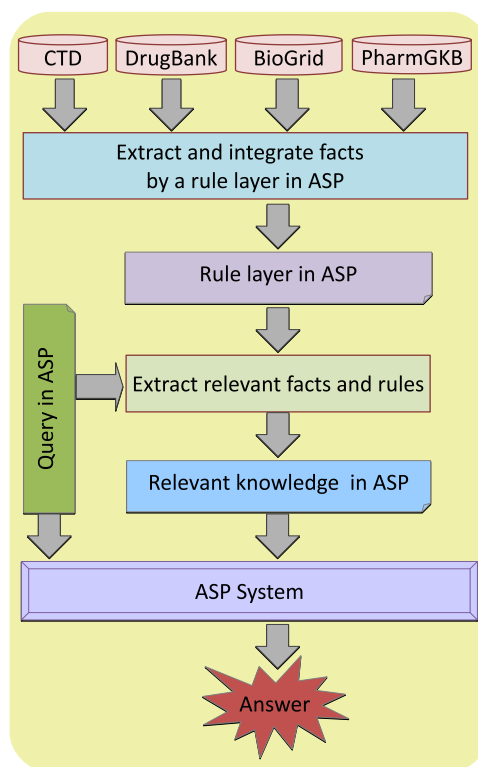 CTD
DrugBank
BioGrid
PharmGKB
Extract and integrate facts
by a rule layer in ASP
Rule layer in ASP
Query in ASP
Extract relevant facts and rules
Relevant knowledge in ASP
ASP System
Answer